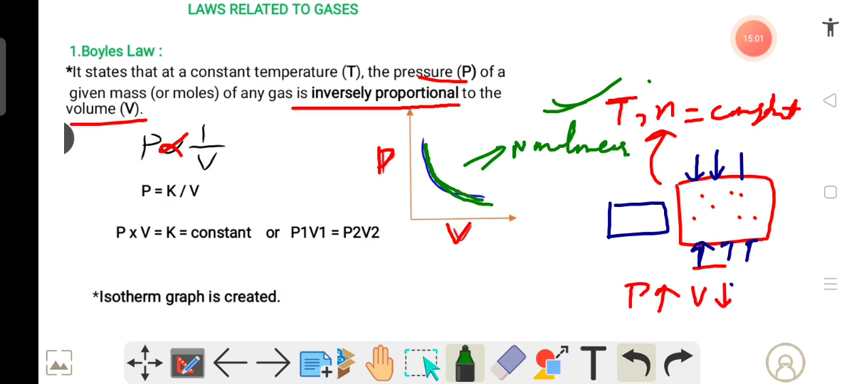 LAWS RELATED TO GASES
15:01
1.Boyles Law :
*It states that at a constant temperature (T), the pressure (P) of a
given mass (or moles) of any gas is inversely proportional to the
volume (V).
T, n = constant
P ∝ 1/V
P
P = K / V
P x V = K = constant or P1V1 = P2V2
V
P↑ V↓
*Isotherm graph is created.
T